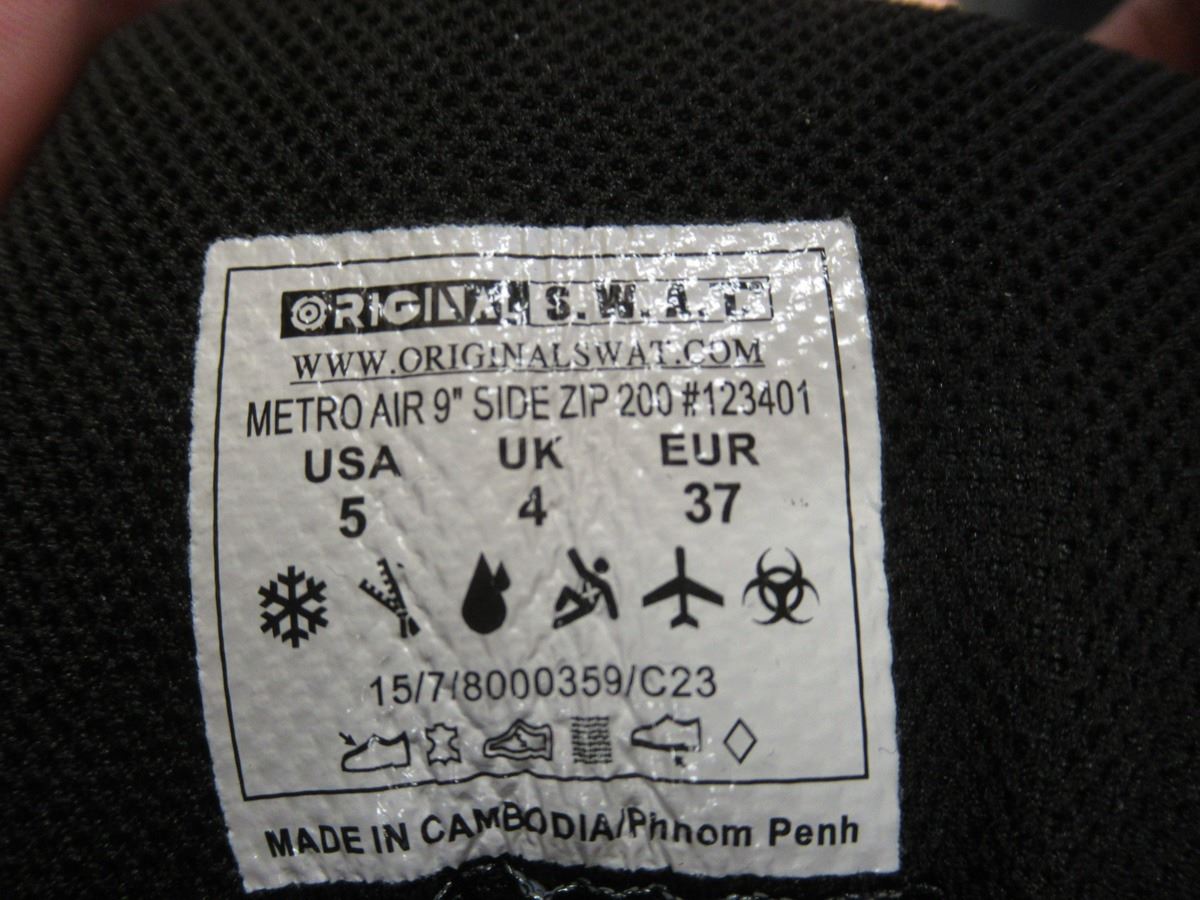 ORIGINAL S.W.A.T.
WWW.ORIGINALSWAT.COM
METRO AIR 9" SIDE ZIP 200 #123401
USA UK EUR
5 4 37
15/7/8000359/C23
MADE IN CAMBODIA/Phnom Penh